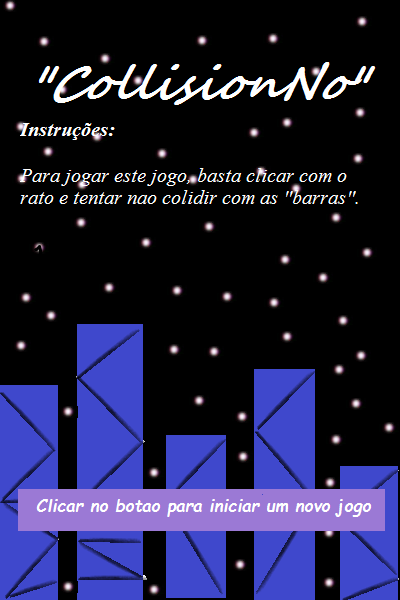 "CollisionNo"
Instruções:
Para jogar este jogo, basta clicar com o
rato e tentar nao colidir com as "barras".
Clicar no botao para iniciar um novo jogo